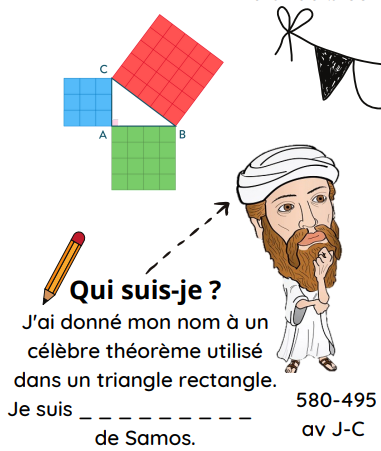 C
A
B
Qui suis-je ?
J'ai donné mon nom à un
célèbre théorème utilisé
dans un triangle rectangle.
Je suis _ _ _ _ _ _ _ _ _
de Samos.
580-495
av J-C